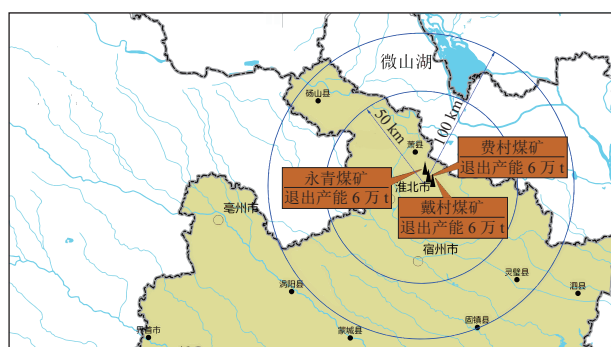 微山湖
砀山县
50 km
100 km
萧县
费村煤矿
退出产能 6 万 t
永青煤矿
退出产能 6 万 t
淮北市
戴村煤矿
退出产能 6 万 t
亳州市
宿州市
灵璧县
泗县
涡阳县
固镇县
界首市
蒙城县